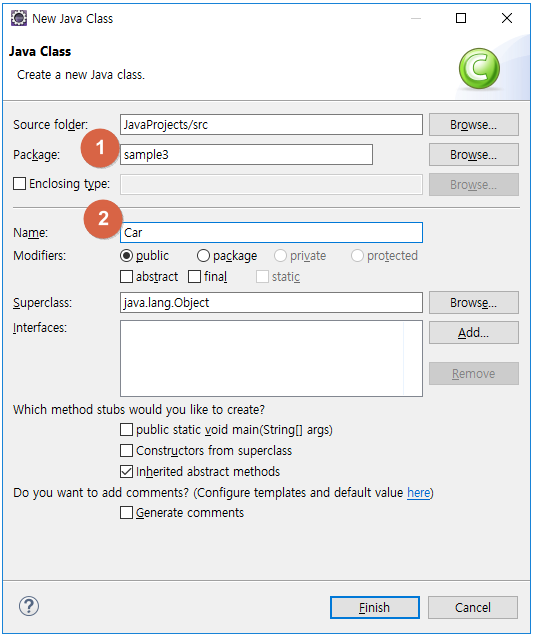 New Java Class
Java Class
Create a new Java class.
Source folder: JavaProjects/src Browse...
Package: 1 sample3 Browse...
Enclosing type: Browse...
2
Name: Car
Modifiers: public package private protected
abstract final static
Superclass: java.lang.Object Browse...
Interfaces: Add...
Remove
Which method stubs would you like to create?
public static void main(String[] args)
Constructors from superclass
Inherited abstract methods
Do you want to add comments? (Configure templates and default value here)
Generate comments
? Finish Cancel